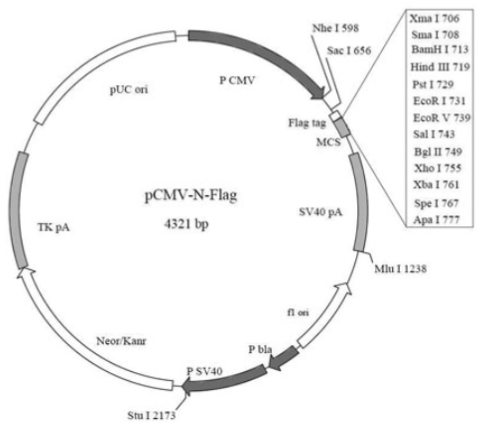 Xma I 706
Sma I 708
BamH I 713
Hind III 719
Pst I 729
EcoR I 731
EcoR V 739
Sal I 743
Bgl II 749
Xho I 755
Xba I 761
Spe I 767
Apa I 777
Nhe I 598
Sac I 656
P CMV
pUC ori
Flag tag
MCS
pCMV-N-Flag
4321 bp
SV40 pA
TK pA
Mlu I 1238
f1 ori
Neor/Kanr
P bla
P SV40
Stu I 2173